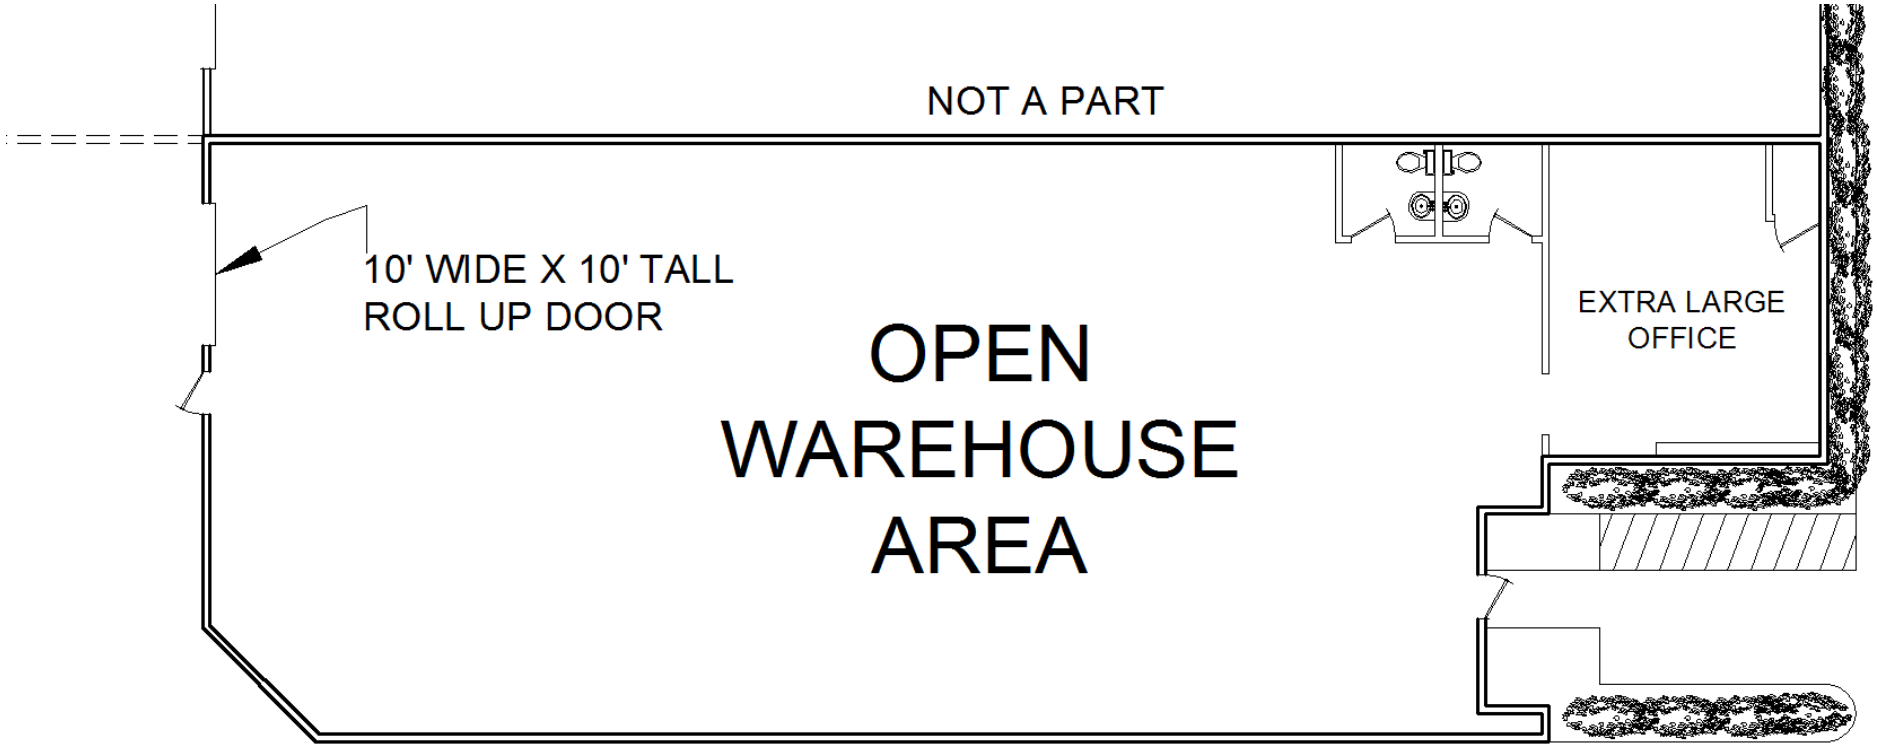 NOT A PART
10' WIDE X 10' TALL
ROLL UP DOOR
EXTRA LARGE
OFFICE
OPEN
WAREHOUSE
AREA